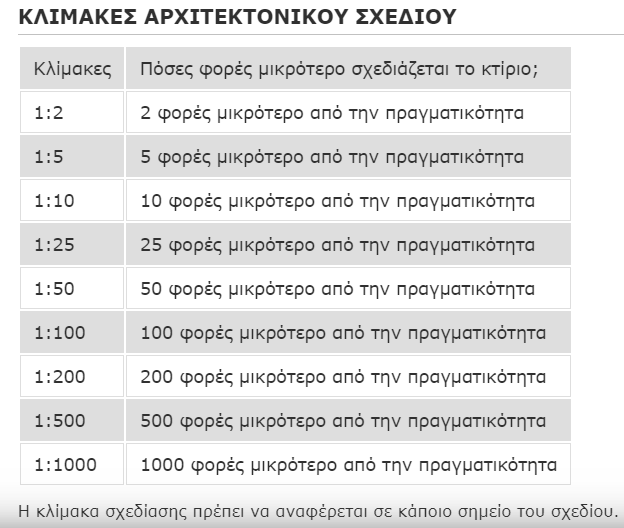 ΚΛΙΜΑΚΕΣ ΑΡΧΙΤΕΚΤΟΝΙΚΟΥ ΣΧΕΔΙΟΥ
Κλίμακες Πόσες φορές μικρότερο σχεδιάζεται το κτίριο;
1:2 2 φορές μικρότερο από την πραγματικότητα
1:5 5 φορές μικρότερο από την πραγματικότητα
1:10 10 φορές μικρότερο από την πραγματικότητα
1:25 25 φορές μικρότερο από την πραγματικότητα
1:50 50 φορές μικρότερο από την πραγματικότητα
1:100 100 φορές μικρότερο από την πραγματικότητα
1:200 200 φορές μικρότερο από την πραγματικότητα
1:500 500 φορές μικρότερο από την πραγματικότητα
1:1000 1000 φορές μικρότερο από την πραγματικότητα
Η κλίμακα σχεδίασης πρέπει να αναφέρεται σε κάποιο σημείο του σχεδίου.